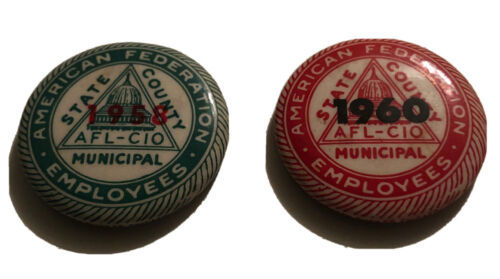 AMERICAN FEDERATION
STATE COUNTY
1958
AFL-CIO
MUNICIPAL
EMPLOYEES
AMERICAN FEDERATION
STATE COUNTY
1960
AFL-CIO
MUNICIPAL
EMPLOYEES